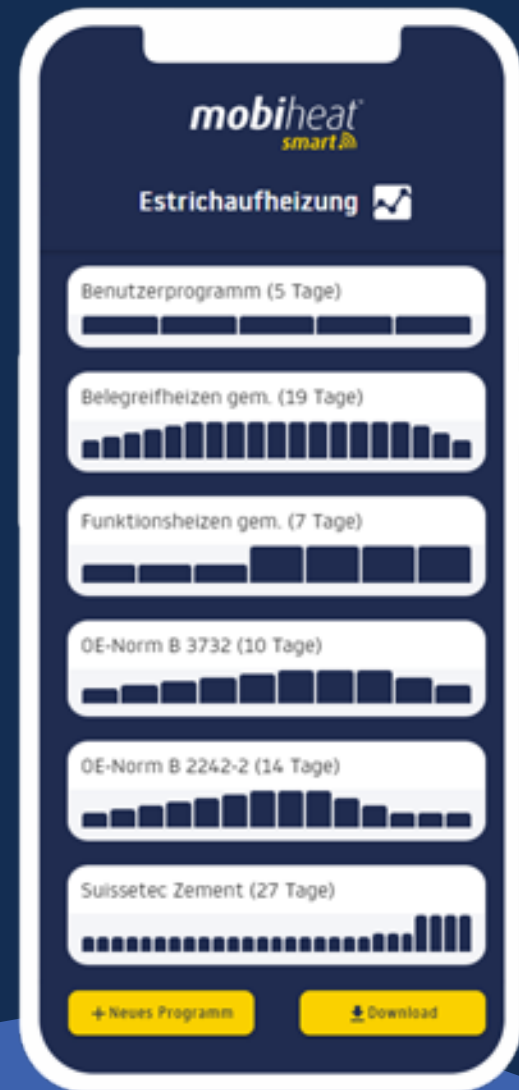 mobiheat
smart
Estrichaufheizung
Benutzerprogramm (5 Tage)
Belegreifheizen gem. (19 Tage)
Funktionsheizen gem. (7 Tage)
OE-Norm B 3732 (10 Tage)
OE-Norm B 2242-2 (14 Tage)
Suissetec Zement (27 Tage)
+Neues Programm
Download